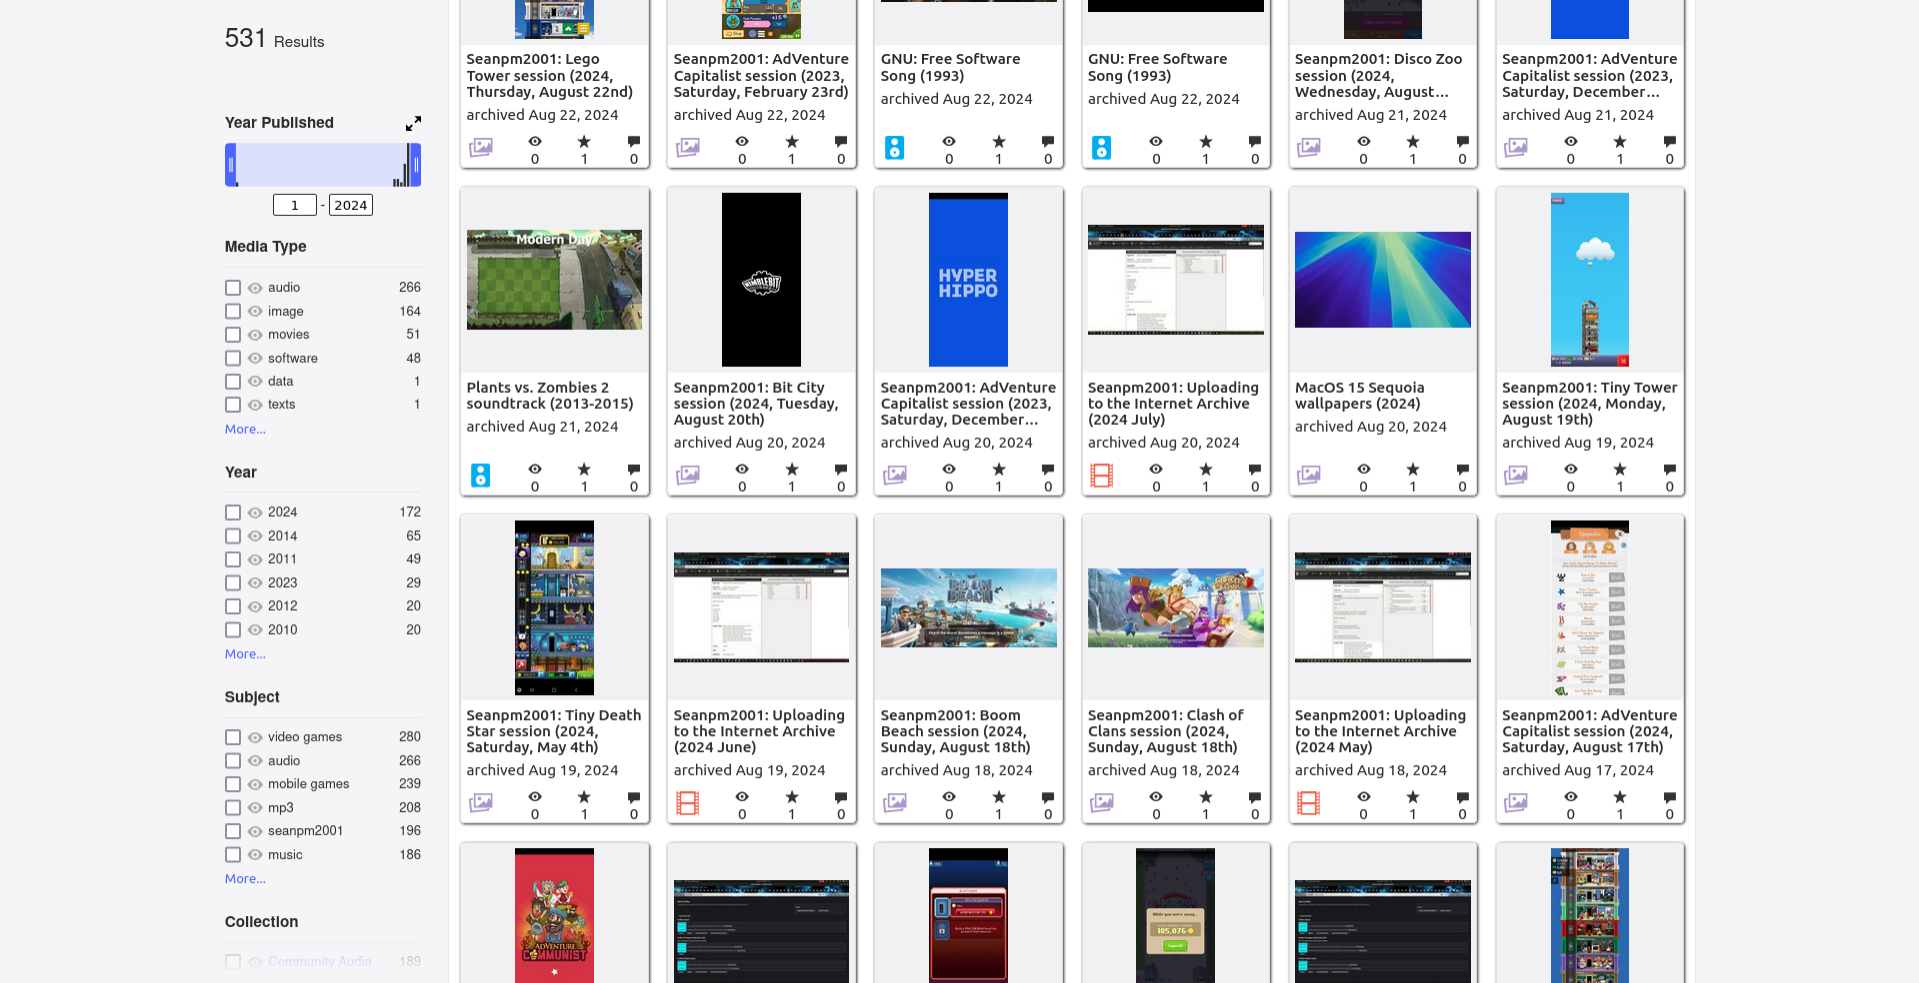 531 Results
Year Published
1 - 2024
Media Type
audio 266
image 164
movies 51
software 48
data 1
texts 1
More...
Year
2024 172
2014 65
2011 49
2023 29
2012 20
2010 20
More...
Subject
video games 280
audio 266
mobile games 239
mp3 208
seanpm2001 196
music 186
More...
Collection
Community Audio 189
Seanpm2001: Lego
Tower session (2024,
Thursday, August 22nd)
archived Aug 22, 2024
0 1 0
Seanpm2001: AdVenture
Capitalist session (2023,
Saturday, February 23rd)
archived Aug 22, 2024
0 1 0
GNU: Free Software
Song (1993)
archived Aug 22, 2024
0 1 0
GNU: Free Software
Song (1993)
archived Aug 22, 2024
0 1 0
Seanpm2001: Disco Zoo
session (2024,
Wednesday, August...
archived Aug 21, 2024
0 1 0
Seanpm2001: AdVenture
Capitalist session (2023,
Saturday, December...
archived Aug 21, 2024
0 1 0
Modern Day
Plants vs. Zombies 2
soundtrack (2013-2015)
archived Aug 21, 2024
0 1 0
NIMBLEBIT
Seanpm2001: Bit City
session (2024, Tuesday,
August 20th)
archived Aug 20, 2024
0 1 0
HYPER
HIPPO
Seanpm2001: AdVenture
Capitalist session (2023,
Saturday, December...
archived Aug 20, 2024
0 1 0
Seanpm2001: Uploading
to the Internet Archive
(2024 July)
archived Aug 20, 2024
0 1 0
MacOS 15 Sequoia
wallpapers (2024)
archived Aug 20, 2024
0 1 0
Seanpm2001: Tiny Tower
session (2024, Monday,
August 19th)
archived Aug 19, 2024
0 1 0
Seanpm2001: Tiny Death
Star session (2024,
Saturday, May 4th)
archived Aug 19, 2024
0 1 0
Seanpm2001: Uploading
to the Internet Archive
(2024 June)
archived Aug 19, 2024
0 1 0
BOOM
BEACH
Seanpm2001: Boom
Beach session (2024,
Sunday, August 18th)
archived Aug 18, 2024
0 1 0
Seanpm2001: Clash of
Clans session (2024,
Sunday, August 18th)
archived Aug 18, 2024
0 1 0
Seanpm2001: Uploading
to the Internet Archive
(2024 May)
archived Aug 18, 2024
0 1 0
Upgrades
Seanpm2001: AdVenture
Capitalist session (2024,
Saturday, August 17th)
archived Aug 17, 2024
0 1 0
ADVENTURE
COMMUNIST
While you were away...
185,076